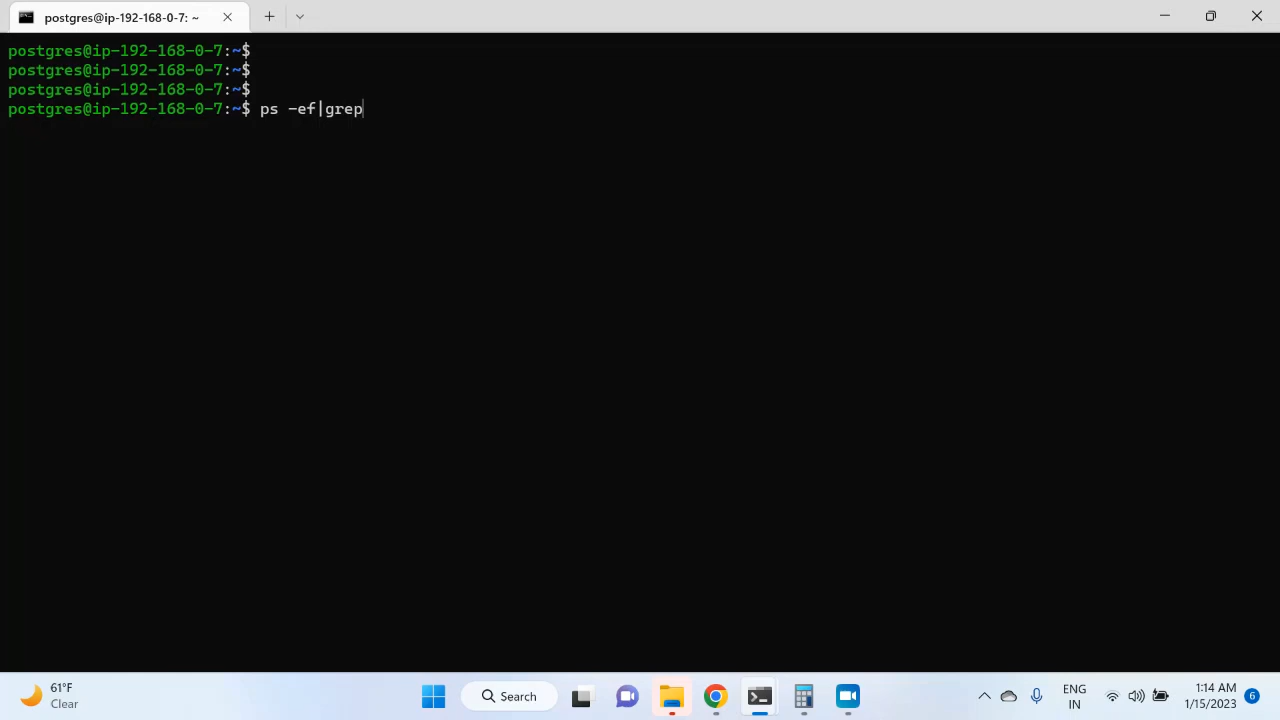 postgres@ip-192-168-0-7: ~
postgres@ip-192-168-0-7:~$
postgres@ip-192-168-0-7:~$
postgres@ip-192-168-0-7:~$
postgres@ip-192-168-0-7:~$ ps -ef|grep
61°F
Clear
Search
ENG
IN
1:14 AM
1/15/2023
6